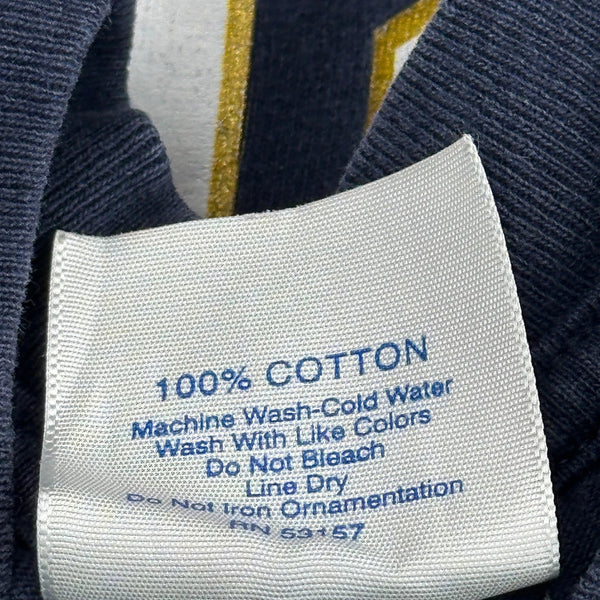 100% COTTON
Machine Wash-Cold Water
Wash With Like Colors
Do Not Bleach
Line Dry
Do Not Iron Ornamentation
RN 53157